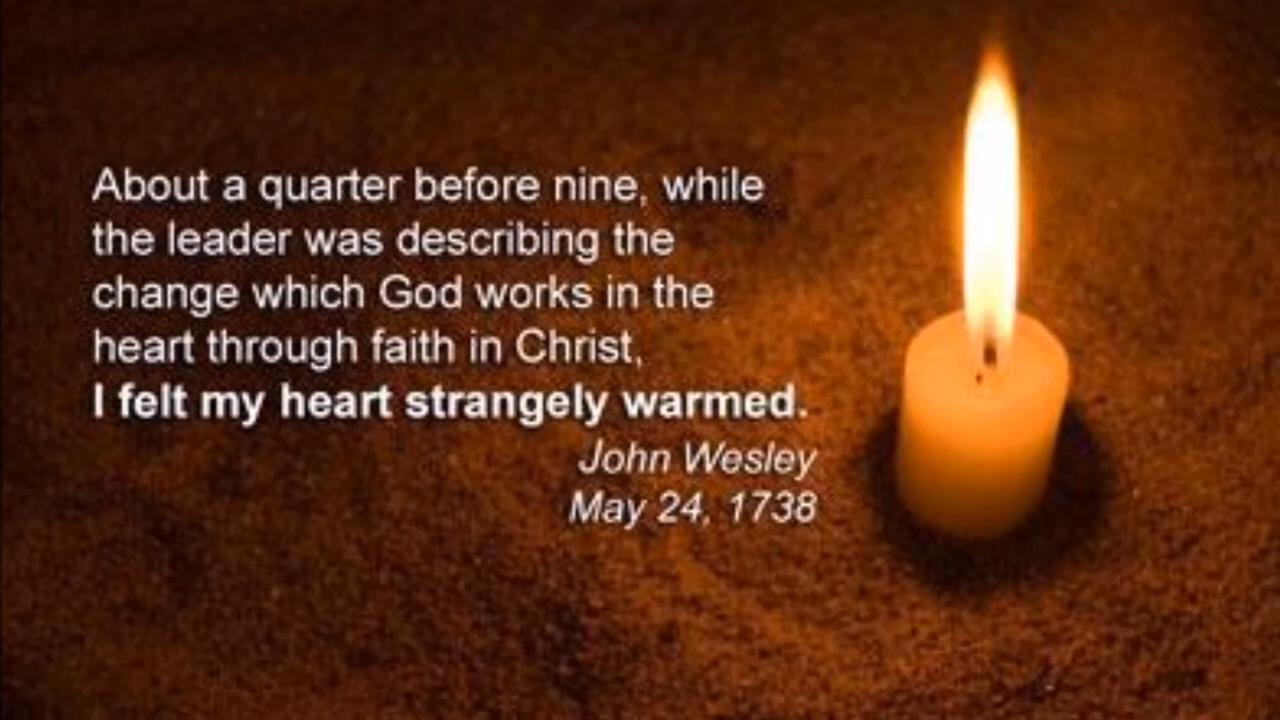 About a quarter before nine, while
the leader was describing the
change which God works in the
heart through faith in Christ,
I felt my heart strangely warmed.
John Wesley
May 24, 1738